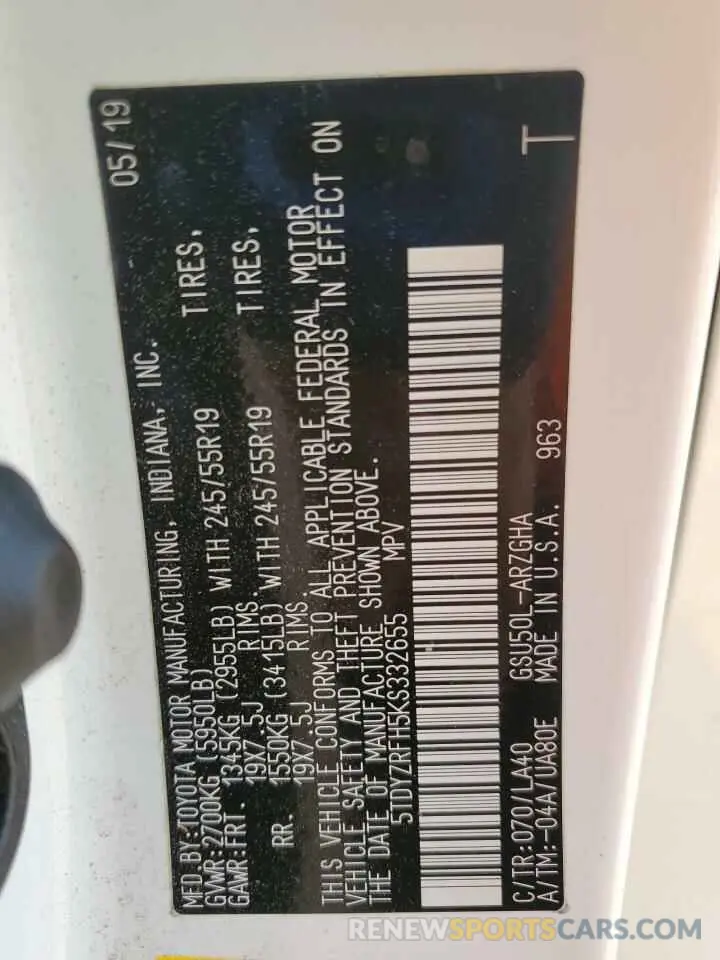 MFD.BY:TOYOTA MOTOR MANUFACTURING, INDIANA, INC. 05/19
GVWR:2700KG (5950LB)
GAWR:FRT. 1345KG (2955LB) WITH 245/55R19 TIRES,
19X7.5J RIMS.
RR. 1550KG (3415LB) WITH 245/55R19 TIRES,
19X7.5J RIMS.
THIS VEHICLE CONFORMS TO ALL APPLICABLE FEDERAL MOTOR
VEHICLE SAFETY AND THEFT PREVENTION STANDARDS IN EFFECT ON
THE DATE OF MANUFACTURE SHOWN ABOVE.
5TDYZRFH5KS332655 MPV
C/TR:070/LA40 GSU50L-ARZGHA
A/TM:-04A/UA80E MADE IN U.S.A. 963 T
RENEWSPORTSCARS.COM